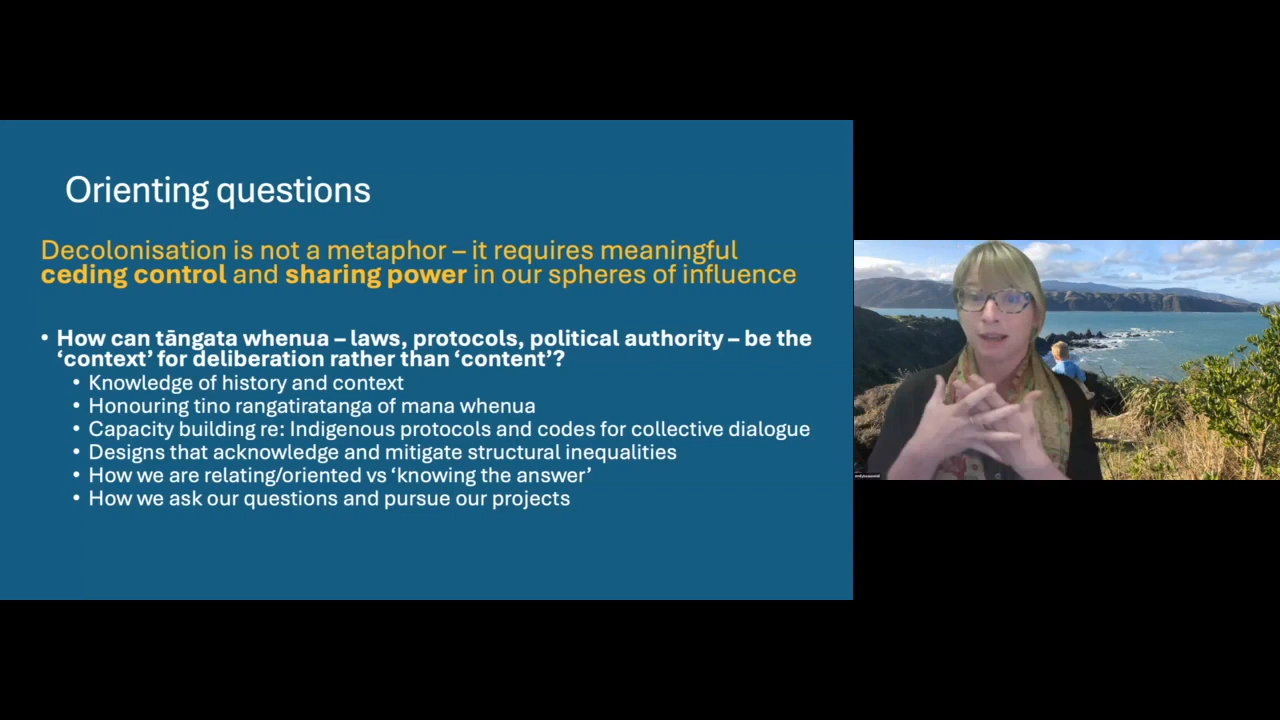 Orienting questions
Decolonisation is not a metaphor – it requires meaningful
ceding control and sharing power in our spheres of influence
• How can tāngata whenua – laws, protocols, political authority – be the
‘context’ for deliberation rather than ‘content’?
• Knowledge of history and context
• Honouring tino rangatiratanga of mana whenua
• Capacity building re: Indigenous protocols and codes for collective dialogue
• Designs that acknowledge and mitigate structural inequalities
• How we are relating/oriented vs ‘knowing the answer’
• How we ask our questions and pursue our projects